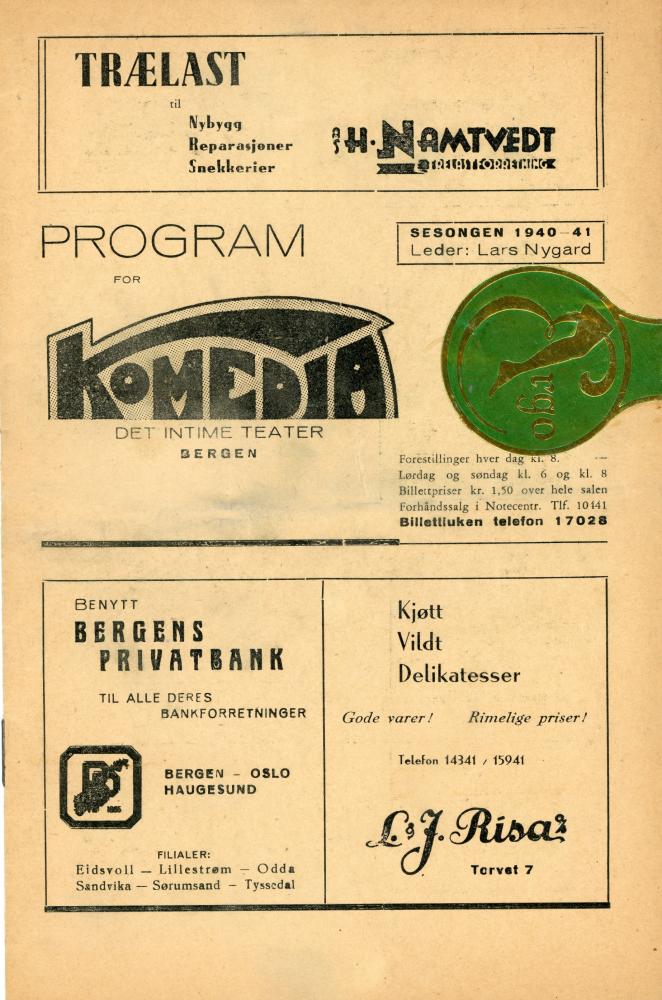 TRÆLAST
til
Nybygg
Reparasjoner
Snekkerier
A/S H. NAMTVEDT
TRELASTFORRETNING
PROGRAM
FOR
SESONGEN 1940—41
Leder: Lars Nygard
KOMEDIA
DET INTIME TEATER
BERGEN
Forestillinger hver dag kl. 8.
Lørdag og søndag kl. 6 og kl. 8
Billettpriser kr. 1,50 over hele salen
Forhåndssalg i Notecentr. Tlf. 10441
Billettluken telefon 17028
BENYTT
BERGENS
PRIVATBANK
TIL ALLE DERES
BANKFORRETNINGER
BERGEN – OSLO
HAUGESUND
1855
FILIALER:
Eidsvoll — Lillestrøm — Odda
Sandvika — Sørumsand — Tyssedal
Kjøtt
Vildt
Delikatesser
Gode varer! Rimelige priser!
Telefon 14341 / 15941
L. & J. Risa A/S
Torvet 7